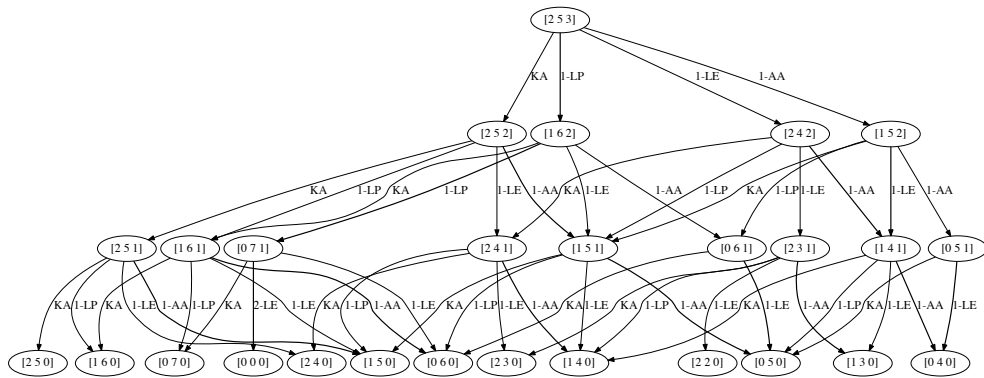 [2 5 3]
KA 1-LP 1-LE 1-AA
[2 5 2] [1 6 2] [2 4 2] [1 5 2]
KA 1-LP KA 1-LP 1-LE 1-AA KA 1-LE 1-AA 1-LP KA 1-LP 1-LE 1-AA 1-LE 1-AA
[2 5 1] [1 6 1] [0 7 1] [2 4 1] [1 5 1] [0 6 1] [2 3 1] [1 4 1] [0 5 1]
KA 1-LP 1-LE KA 1-AA 1-LP KA 2-LE 1-LE 1-AA 1-LE KA 1-LP KA 1-LP 1-LE 1-AA 1-LE KA KA 1-LP 1-AA 1-LE KA 1-LE 1-AA 1-LP KA 1-LE 1-AA 1-LE
[2 5 0] [1 6 0] [0 7 0] [0 0 0] [2 4 0] [1 5 0] [0 6 0] [2 3 0] [1 4 0] [2 2 0] [0 5 0] [1 3 0] [0 4 0]